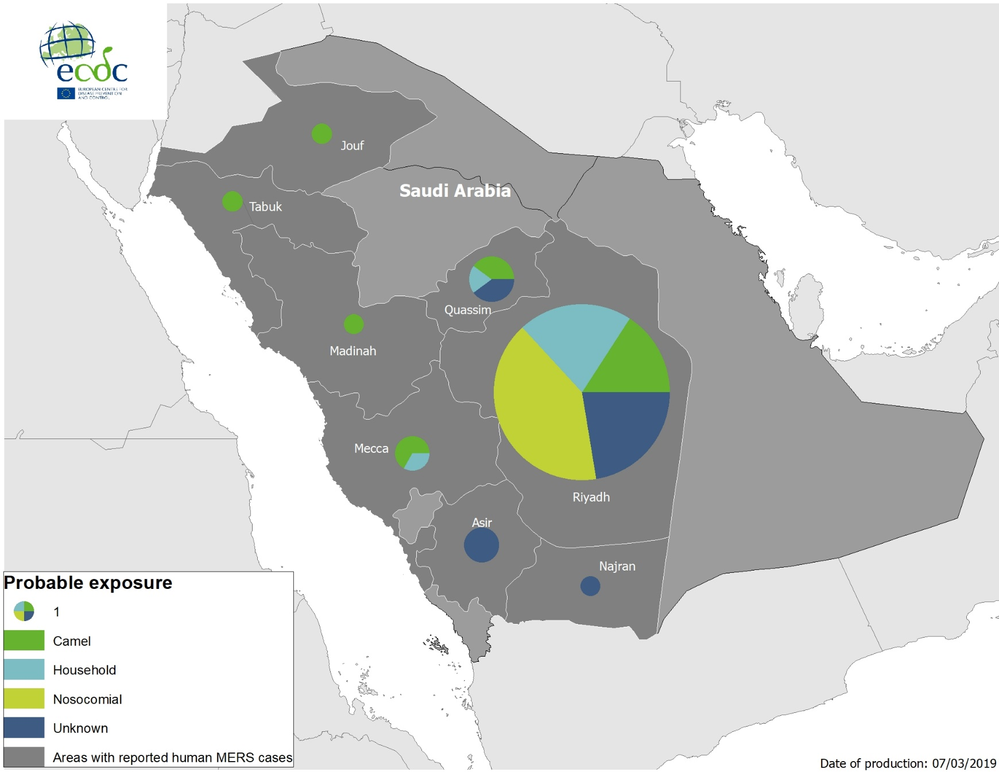 ecdc
EUROPEAN CENTRE FOR
DISEASE PREVENTION
AND CONTROL
Jouf
Saudi Arabia
Tabuk
Quassim
Madinah
Mecca
Riyadh
Asir
Najran
Probable exposure
1
Camel
Household
Nosocomial
Unknown
Areas with reported human MERS cases
Date of production: 07/03/2019